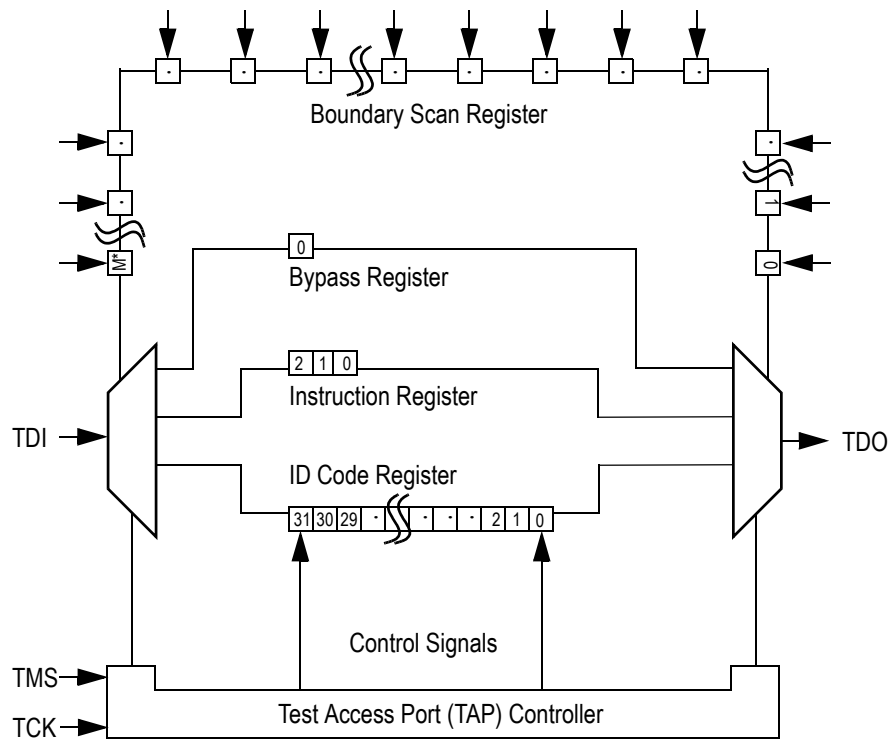 · · · · · · · ·
Boundary Scan Register
· ·
· 1
M* 0
0
Bypass Register
2 1 0
Instruction Register
TDI TDO
ID Code Register
31 30 29 · · · · 2 1 0
Control Signals
TMS
Test Access Port (TAP) Controller
TCK